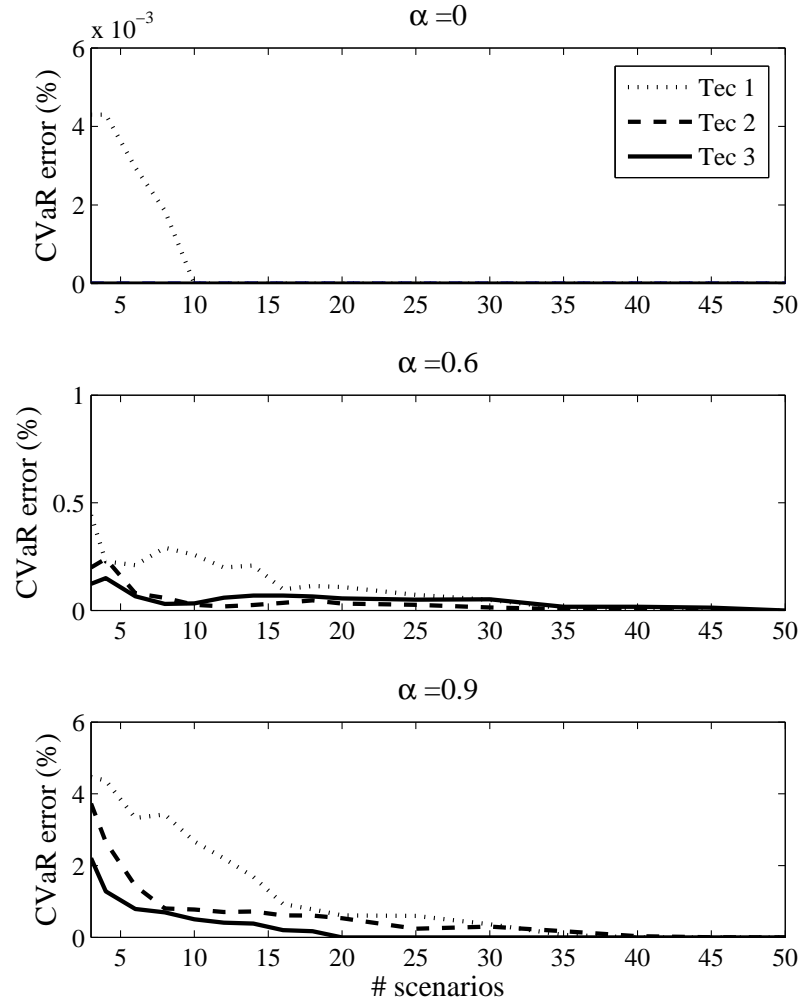 α =0
x 10⁻³
CVaR error (%)
6
4
2
0
Tec 1
Tec 2
Tec 3
5 10 15 20 25 30 35 40 45 50
α =0.6
CVaR error (%)
1
0.5
0
5 10 15 20 25 30 35 40 45 50
α =0.9
CVaR error (%)
6
4
2
0
5 10 15 20 25 30 35 40 45 50
# scenarios